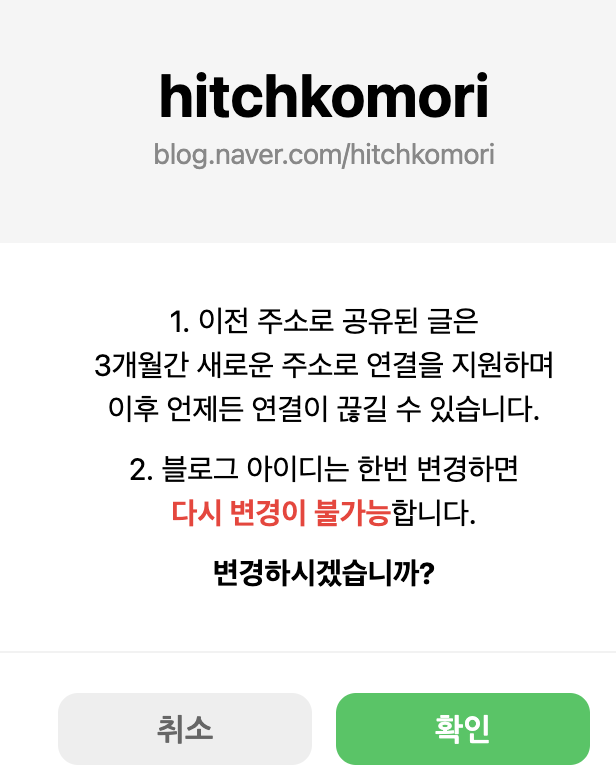 hitchkomori
blog.naver.com/hitchkomori
1. 이전 주소로 공유된 글은
3개월간 새로운 주소로 연결을 지원하며
이후 언제든 연결이 끊길 수 있습니다.
2. 블로그 아이디는 한번 변경하면
다시 변경이 불가능합니다.
변경하시겠습니까?
취소
확인